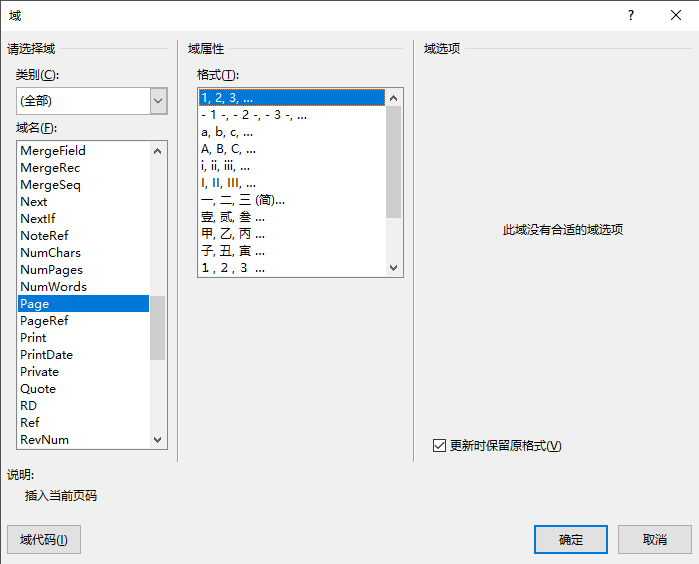 域
请选择域
类别(C):
(全部)
域名(F):
MergeField
MergeRec
MergeSeq
Next
NextIf
NoteRef
NumChars
NumPages
NumWords
Page
PageRef
Print
PrintDate
Private
Quote
RD
Ref
RevNum
域属性
格式(T):
1, 2, 3, ...
- 1 -, - 2 -, - 3 -, ...
a, b, c, ...
A, B, C, ...
i, ii, iii, ...
I, II, III, ...
一, 二, 三 (简)...
壹, 贰, 叁 ...
甲, 乙, 丙 ...
子, 丑, 寅 ...
1 , 2 , 3 ...
域选项
此域没有合适的域选项
更新时保留原格式(V)
说明:
插入当前页码
域代码(I)
确定
取消